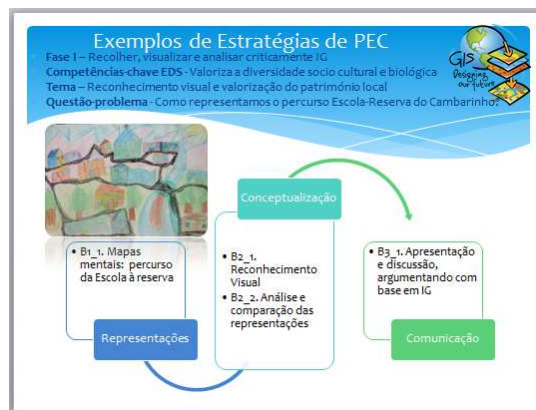 Exemplos de Estratégias de PEC
Fase I – Recolher, visualizar e analisar criticamente IG
Competências-chave EDS - Valoriza a diversidade socio cultural e biológica
Tema – Reconhecimento visual e valorização do património local
Questão-problema - Como representamos o percurso Escola-Reserva do Cambarinho?
GIS
Designing
our future
• B1_1. Mapas
mentais: percurso
da Escola à reserva
Representações
Conceptualização
• B2_1.
Reconhecimento
Visual
• B2_2. Análise e
comparação das
representações
• B3_1. Apresentação
e discussão,
argumentando com
base em IG
Comunicação